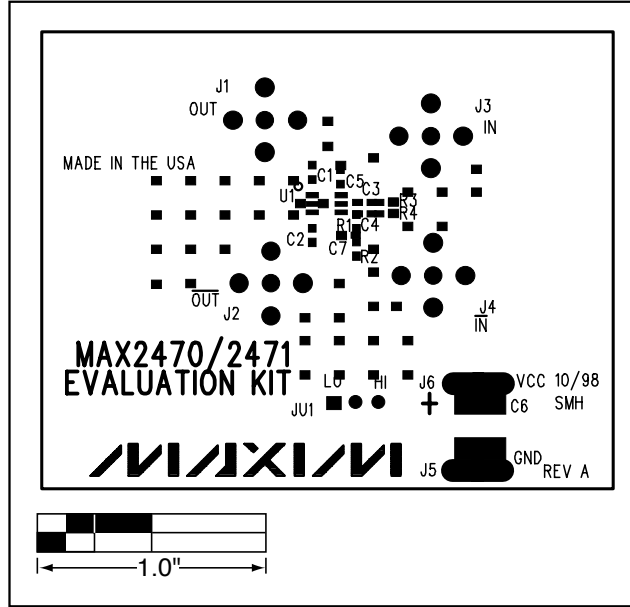 J1
OUT
J3
IN
MADE IN THE USA
C1
C5
U1
C3
R3
R4
R1
C4
C2
C7
R2
OUT
J2
J4
IN
MAX2470/2471
EVALUATION KIT
LO
HI
JU1
J6
+
VCC 10/98
C6
SMH
MAXIM
J5
GND
REV A
1.0"